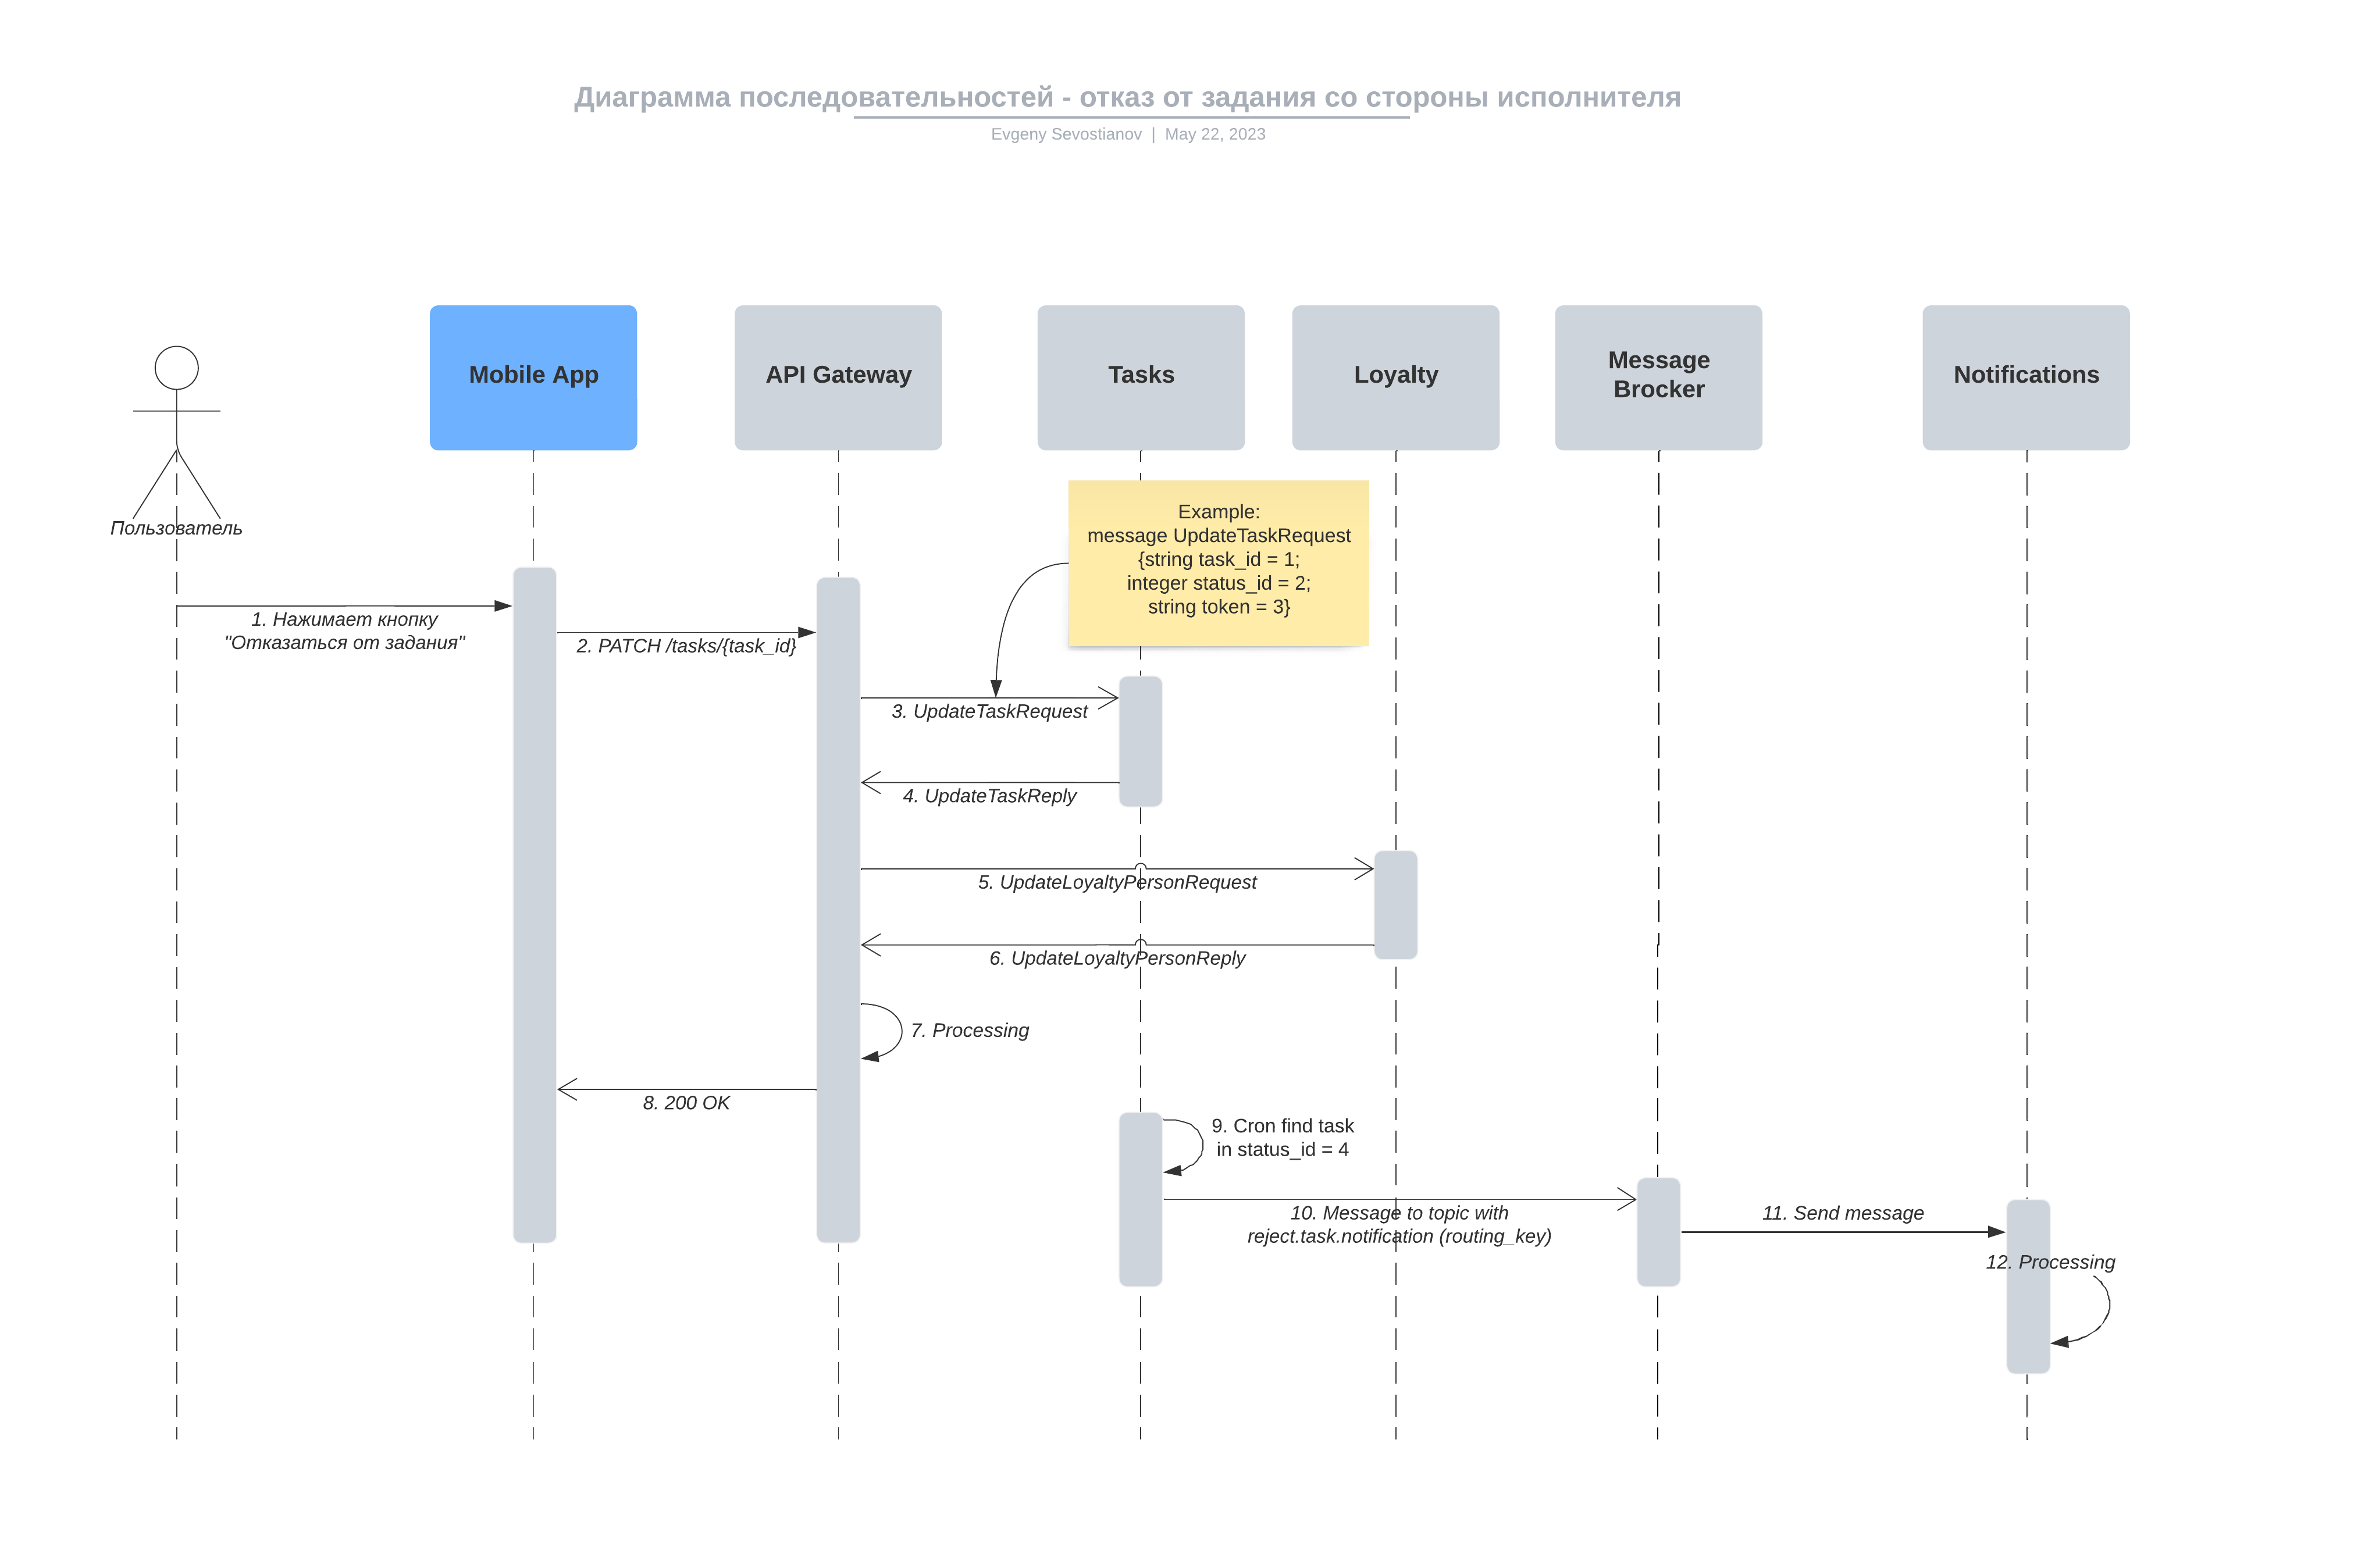 Диаграмма последовательностей - отказ от задания со стороны исполнителя
Evgeny Sevostianov | May 22, 2023
Mobile App
API Gateway
Tasks
Loyalty
Message
Brocker
Notifications
Пользователь
Example:
message UpdateTaskRequest
{string task_id = 1;
integer status_id = 2;
string token = 3}
1. Нажимает кнопку
"Отказаться от задания"
2. PATCH /tasks/{task_id}
3. UpdateTaskRequest
4. UpdateTaskReply
5. UpdateLoyaltyPersonRequest
6. UpdateLoyaltyPersonReply
7. Processing
8. 200 OK
9. Cron find task
in status_id = 4
10. Message to topic with
reject.task.notification (routing_key)
11. Send message
12. Processing